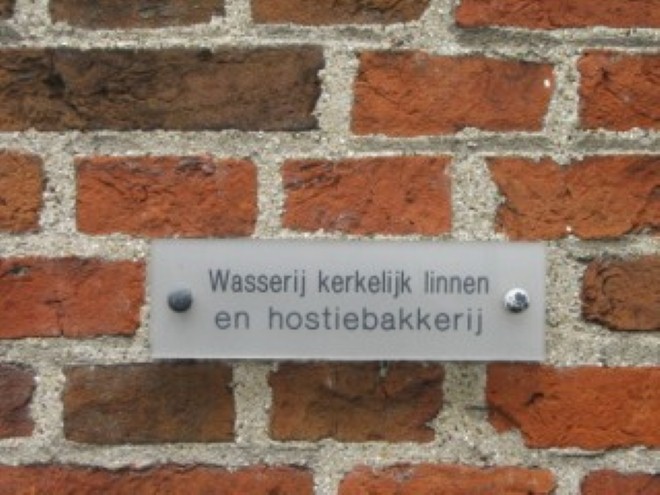 Wasserij kerkelijk linnen
en hostiebakkerij